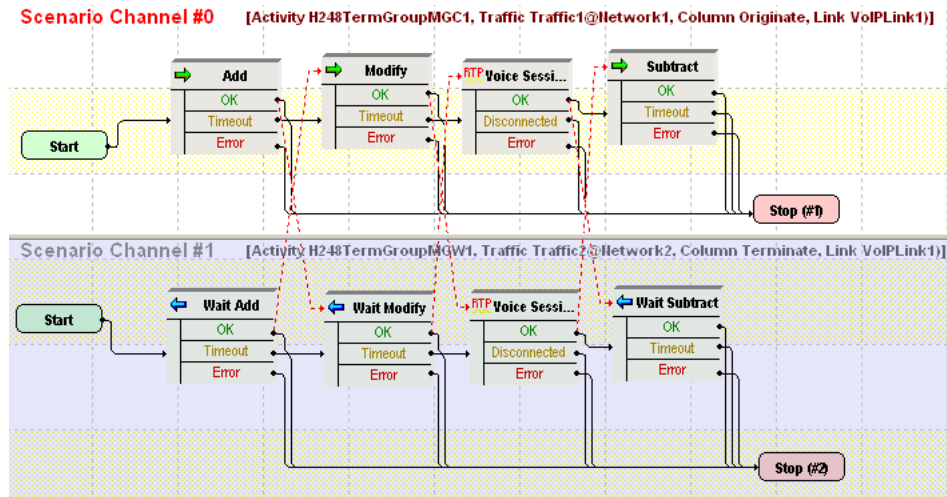 Scenario Channel #0 [Activity H248TermGroupMGC1, Traffic Traffic1@Network1, Column Originate, Link VoIPLink1)]
Start
Add
OK
Timeout
Error
Modify
OK
Timeout
Error
RTP Voice Sessi...
OK
Disconnected
Error
Subtract
OK
Timeout
Error
Stop (#1)
Scenario Channel #1 [Activity H248TermGroupMGW1, Traffic Traffic2@Network2, Column Terminate, Link VoIPLink1)]
Start
Wait Add
OK
Timeout
Error
Wait Modify
OK
Timeout
Error
RTP Voice Sessi...
OK
Disconnected
Error
Wait Subtract
OK
Timeout
Error
Stop (#2)